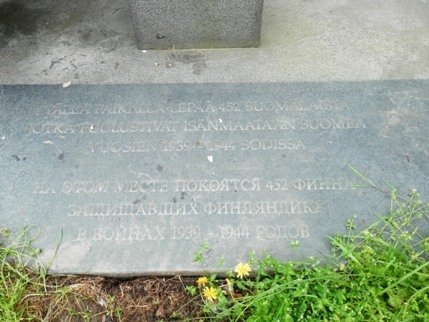 TÄLLÄ PAIKALLA LEPÄÄ 452 SUOMALAISTA
JOTKA PUOLUSTIVAT ISÄNMAATAAN SUOMEA
VUOSIEN 1939 - 1944 SODISSA
НА ЭТОМ МЕСТЕ ПОКОЯТСЯ 452 ФИННА
ЗАЩИЩАВШИХ ФИНЛЯНДИЮ
В ВОЙНАХ 1939 - 1944 ГОДОВ